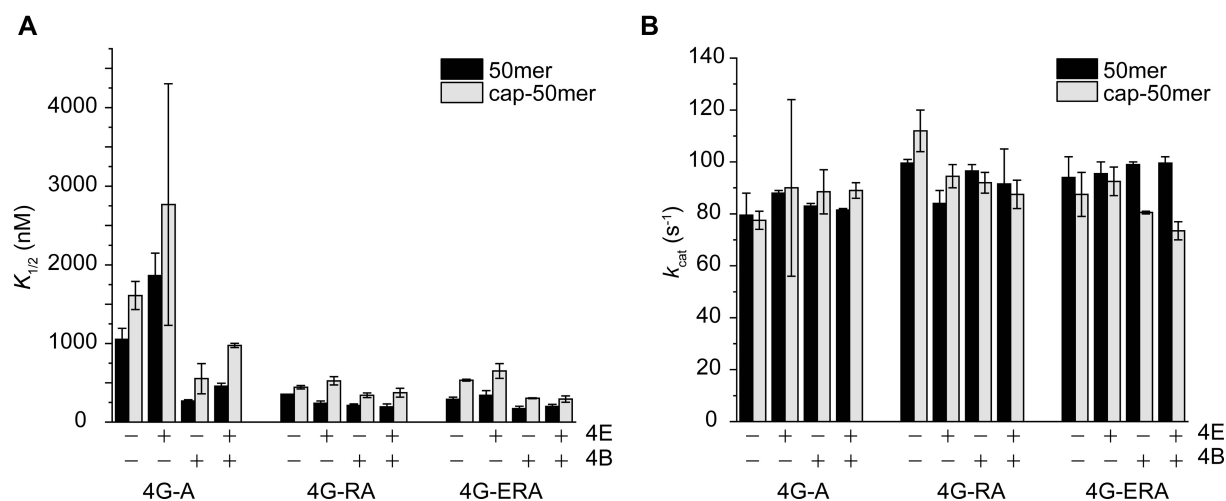 A
B
50mer
cap-50mer
4000
3000
2000
1000
0
K1/2 (nM)
− + − + − + − + − + − + 4E
− − + + − − + + − − + + 4B
4G-A 4G-RA 4G-ERA
50mer
cap-50mer
140
120
100
80
60
40
20
0
kcat (s-1)
− + − + − + − + − + − + 4E
− − + + − − + + − − + + 4B
4G-A 4G-RA 4G-ERA